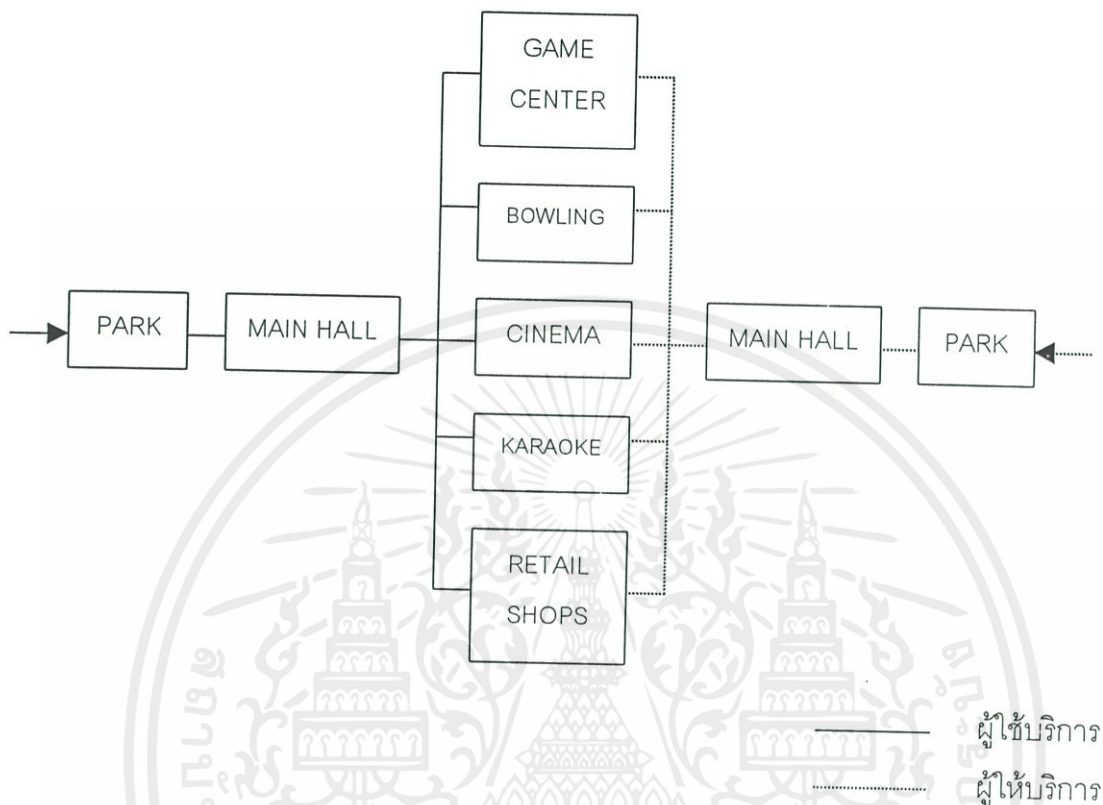 GAME
CENTER
BOWLING
PARK
MAIN HALL
CINEMA
MAIN HALL
PARK
KARAOKE
RETAIL
SHOPS
ผู้ใช้บริการ
ผู้ให้บริการ